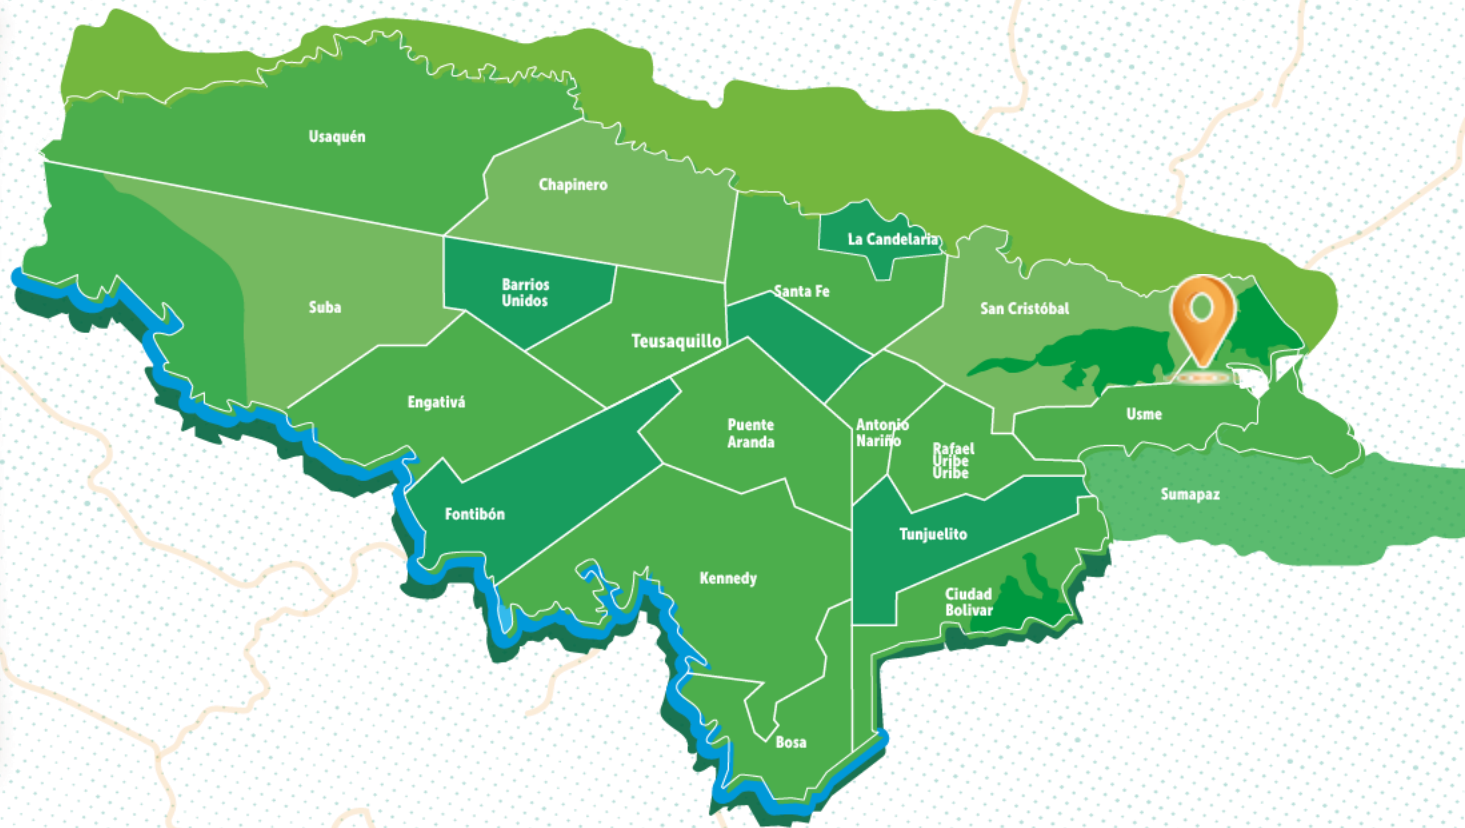 Usaquén
Chapinero
La Candelaria
Barrios
Unidos
Santa Fe
San Cristóbal
Suba
Teusaquillo
Engativá
Puente
Aranda
Antonio
Nariño
Rafael
Uribe
Uribe
Usme
Sumapaz
Fontibón
Tunjuelito
Kennedy
Ciudad
Bolivar
Bosa